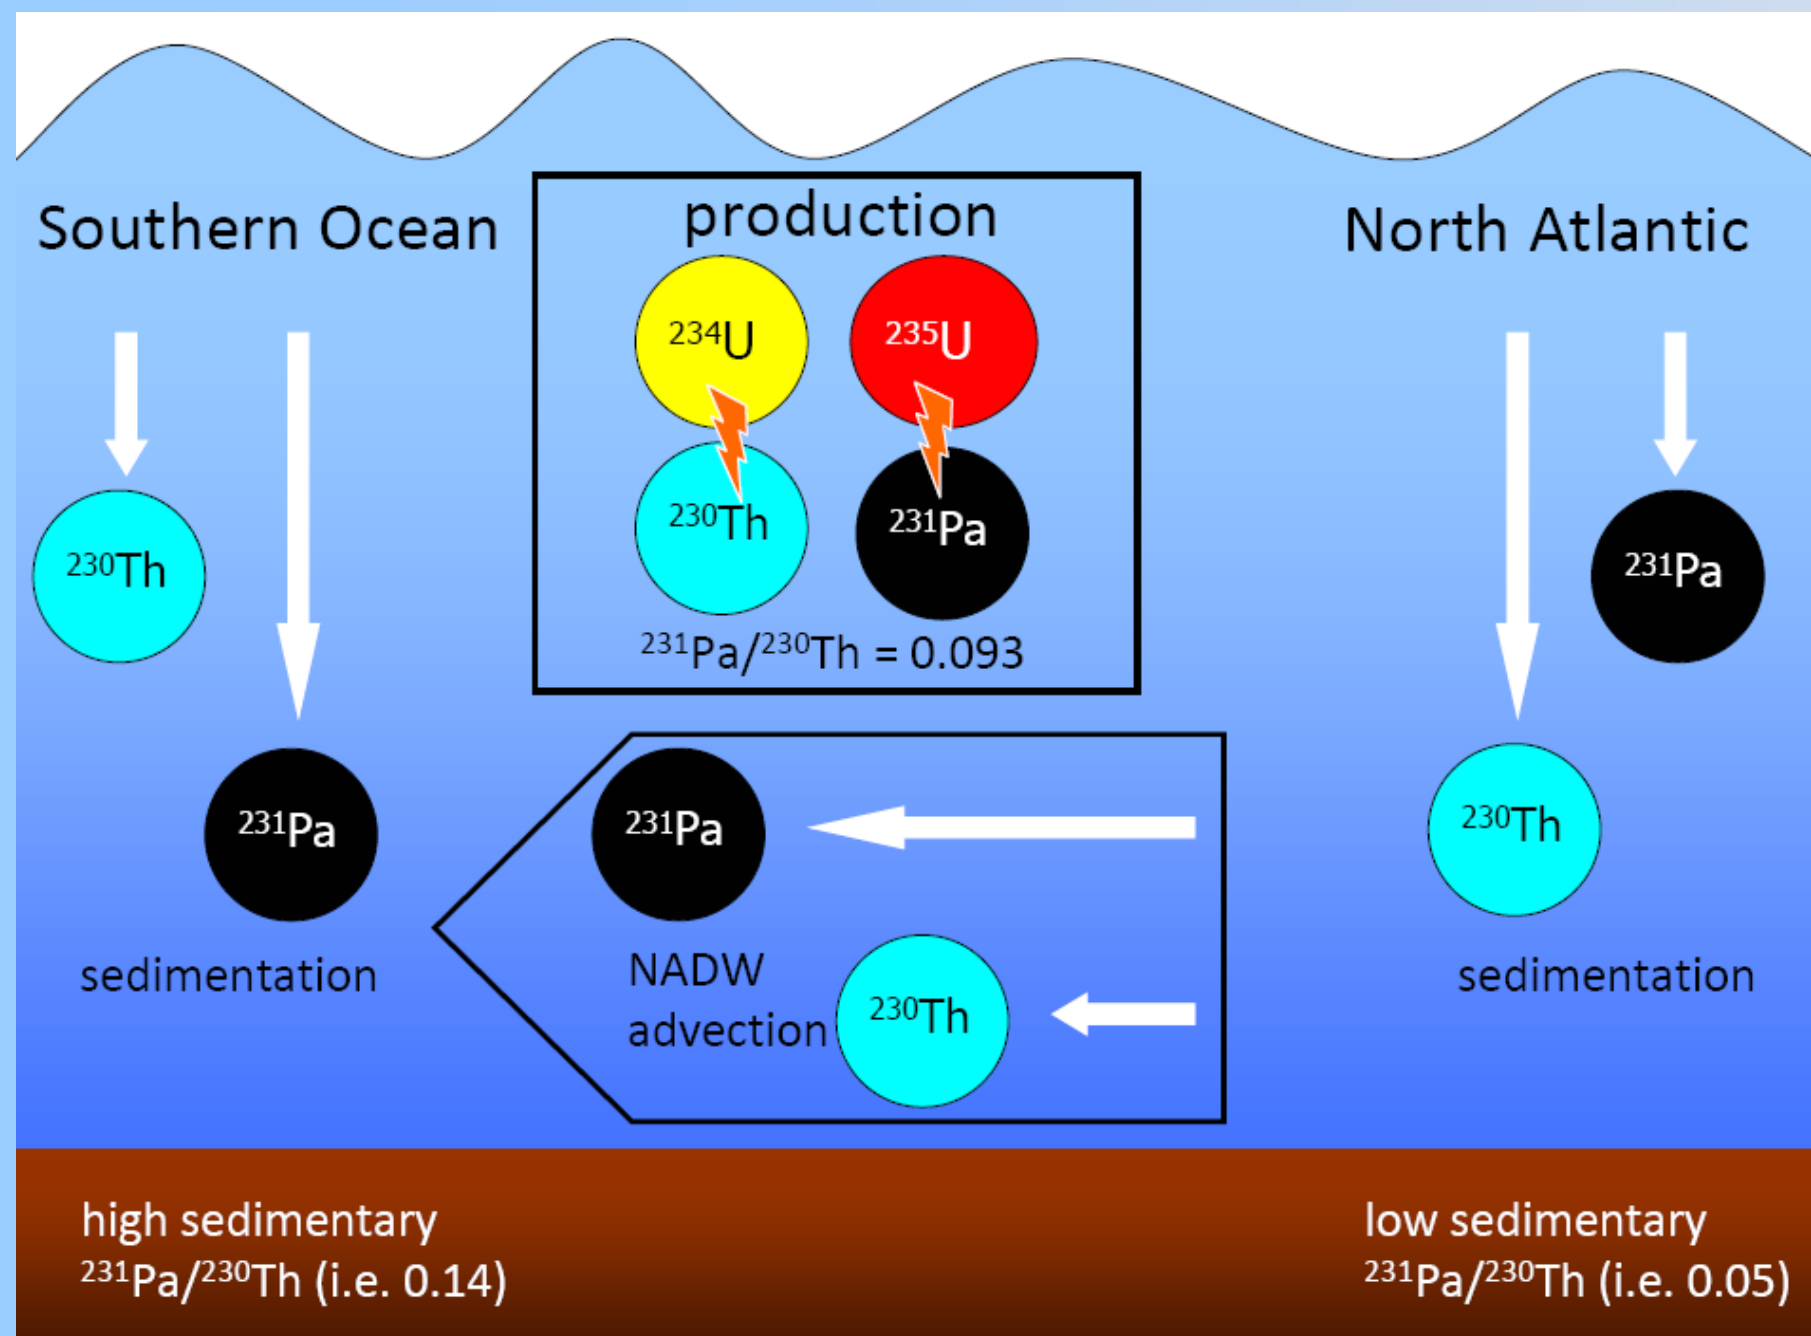 Southern Ocean
production
North Atlantic
²³⁴U
²³⁵U
²³⁰Th
²³¹Pa
²³¹Pa/²³⁰Th = 0.093
²³⁰Th
²³¹Pa
sedimentation
²³¹Pa
NADW
advection
²³⁰Th
²³¹Pa
²³⁰Th
sedimentation
high sedimentary
²³¹Pa/²³⁰Th (i.e. 0.14)
low sedimentary
²³¹Pa/²³⁰Th (i.e. 0.05)